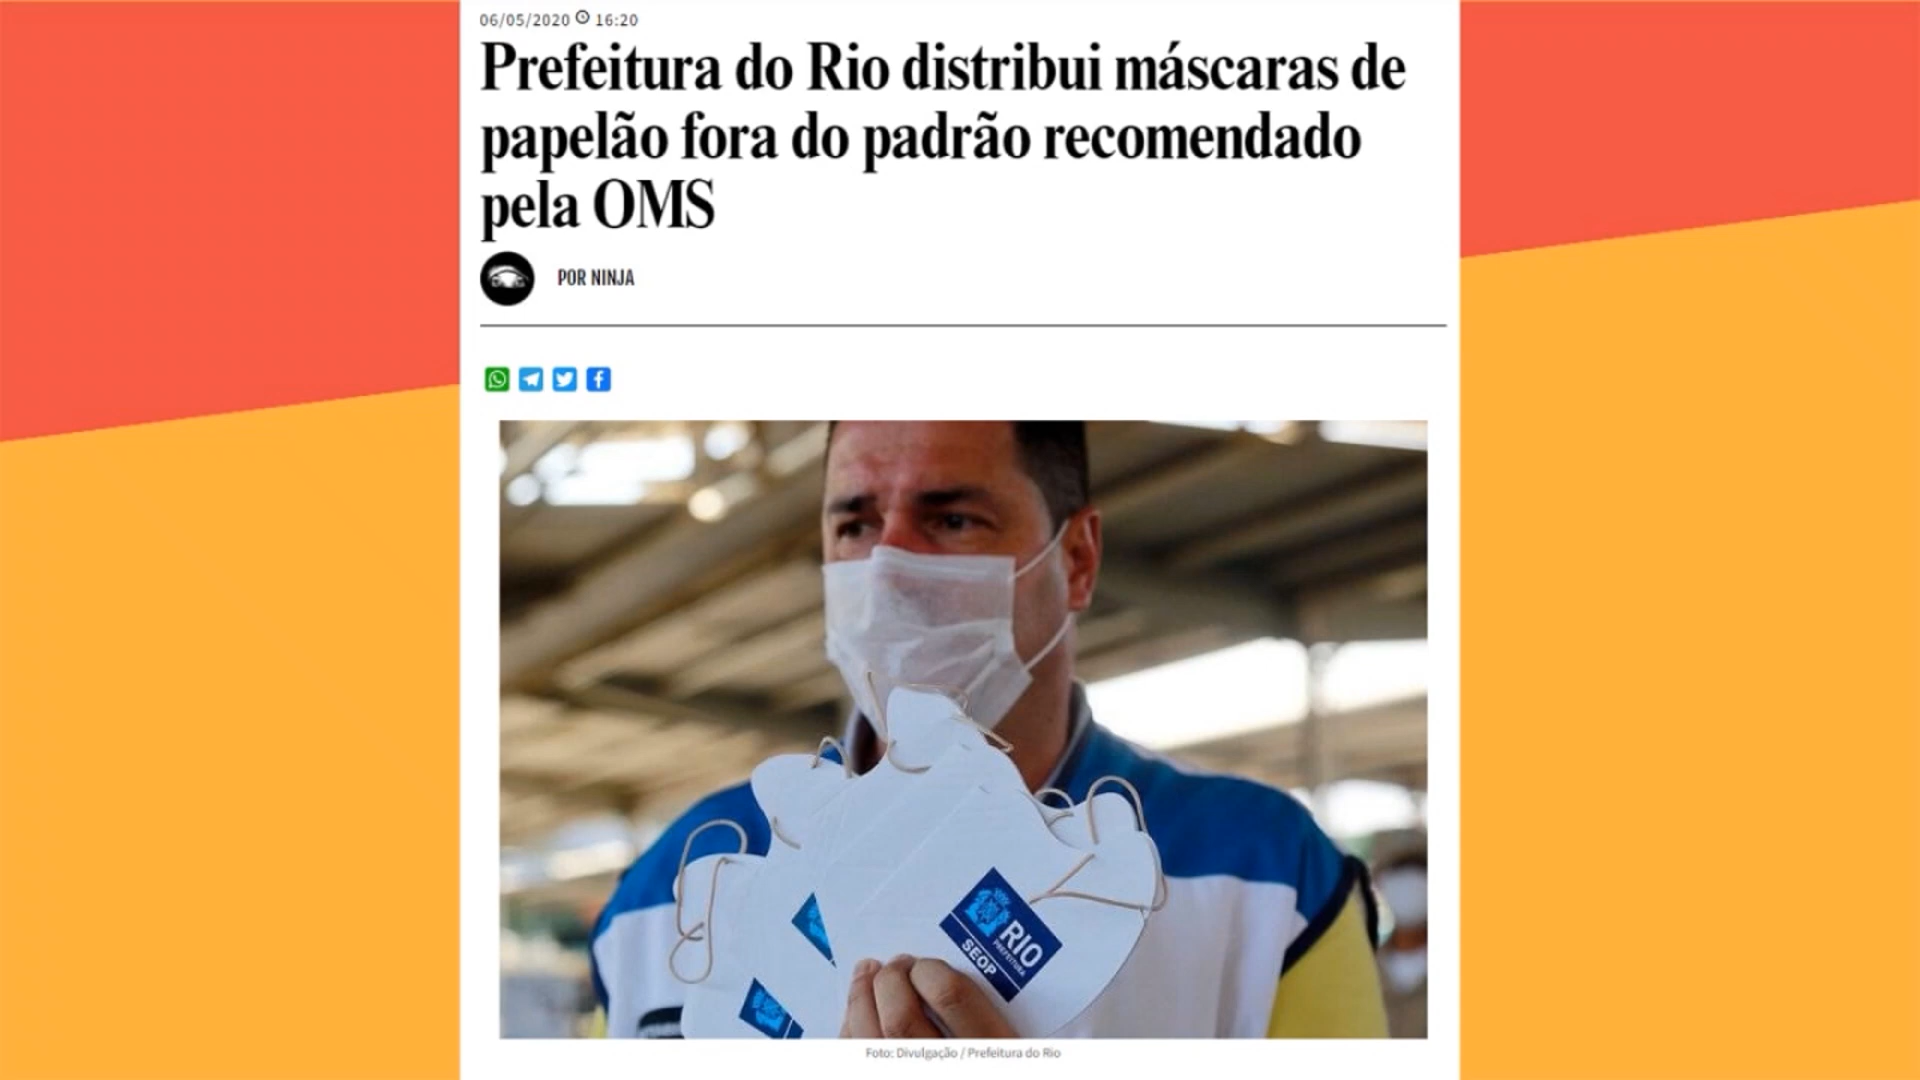 06/05/2020 16:20
Prefeitura do Rio distribui máscaras de
papelão fora do padrão recomendado
pela OMS
POR NINJA
RIO
PREFEITURA
SEOP
Foto: Divulgação / Prefeitura do Rio